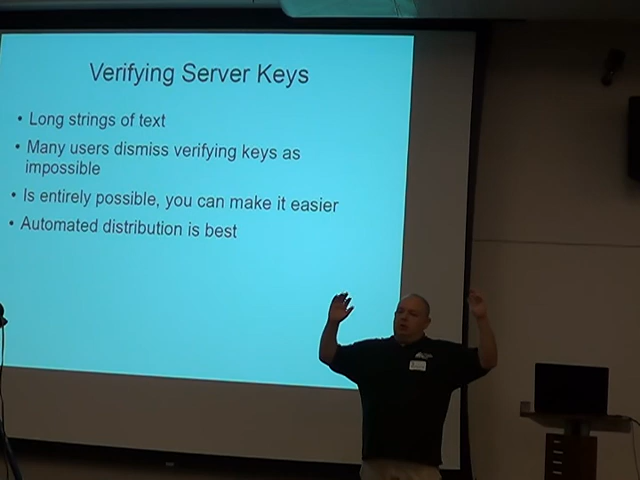 Verifying Server Keys
• Long strings of text
• Many users dismiss verifying keys as
impossible
• Is entirely possible, you can make it easier
• Automated distribution is best